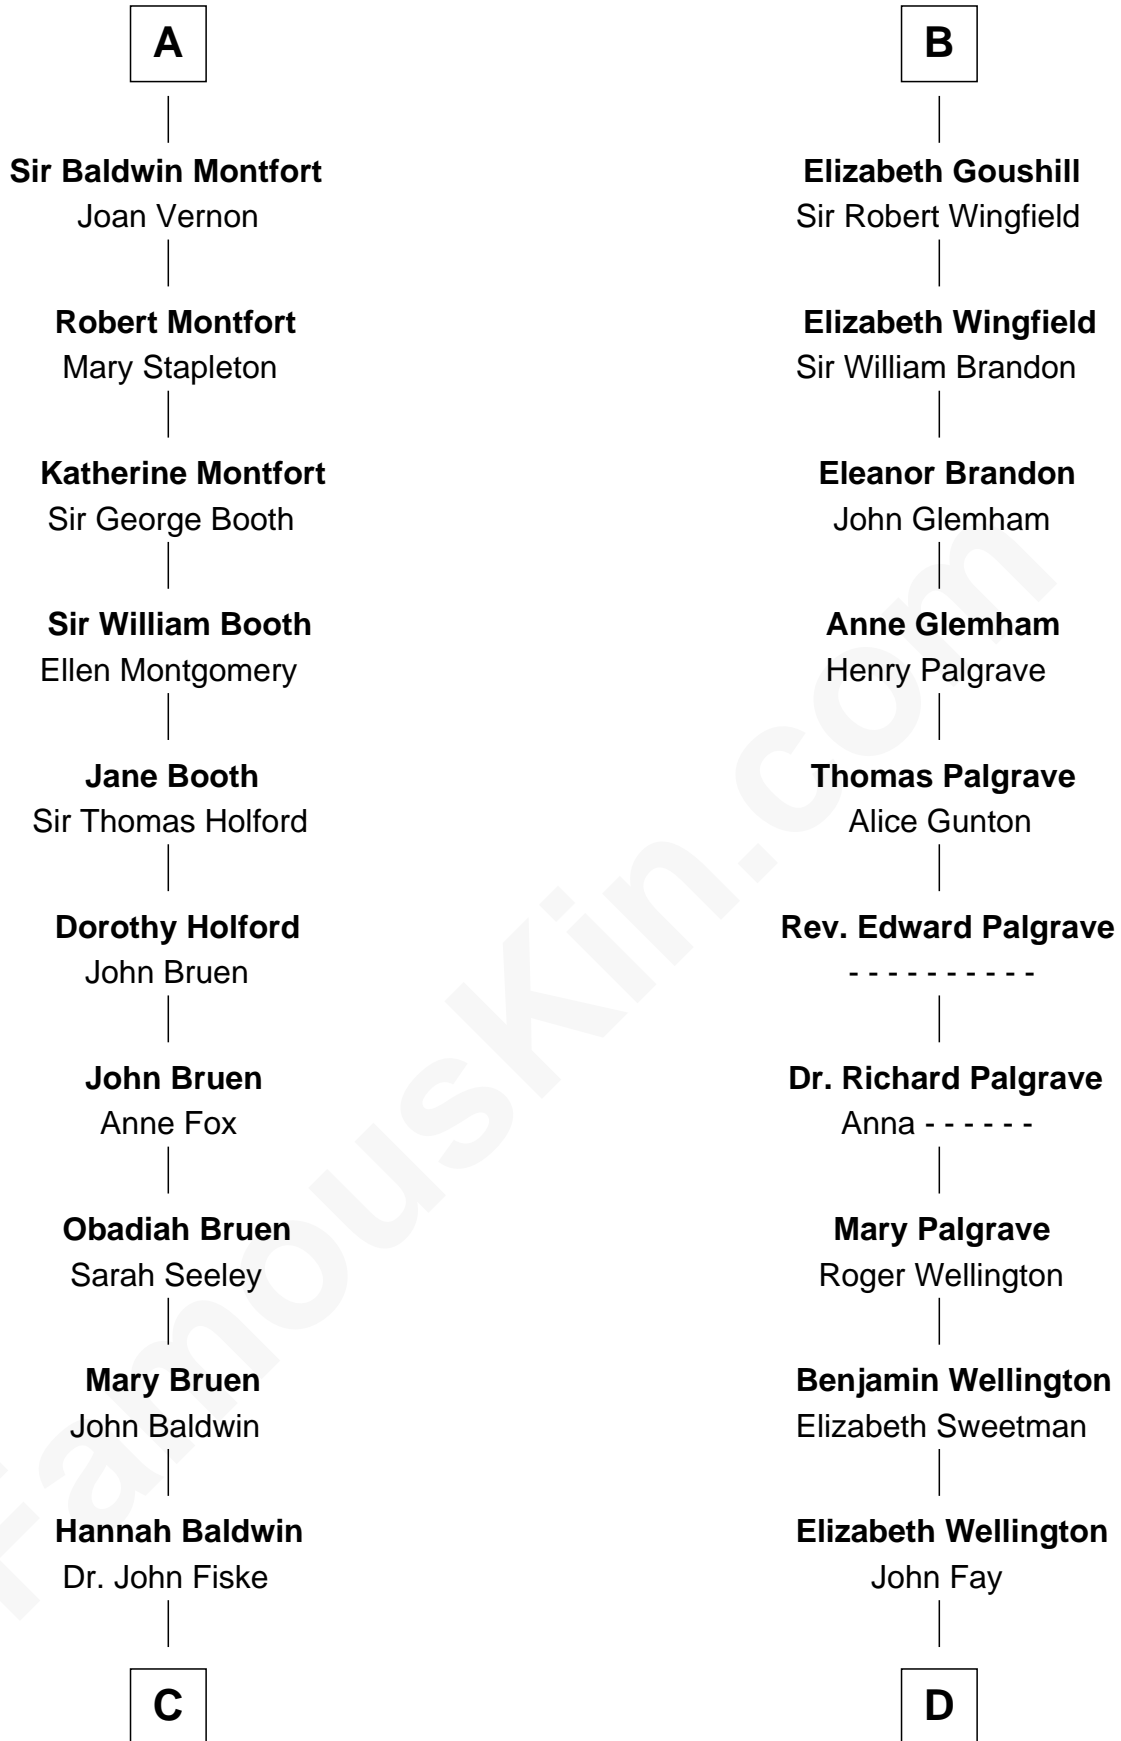 A
Sir Baldwin Montfort
Joan Vernon
Robert Montfort
Mary Stapleton
Katherine Montfort
Sir George Booth
Sir William Booth
Ellen Montgomery
Jane Booth
Sir Thomas Holford
Dorothy Holford
John Bruen
John Bruen
Anne Fox
Obadiah Bruen
Sarah Seeley
Mary Bruen
John Baldwin
Hannah Baldwin
Dr. John Fiske
C
B
Elizabeth Goushill
Sir Robert Wingfield
Elizabeth Wingfield
Sir William Brandon
Eleanor Brandon
John Glemham
Anne Glemham
Henry Palgrave
Thomas Palgrave
Alice Gunton
Rev. Edward Palgrave
- - - - - - - - - -
Dr. Richard Palgrave
Anna - - - - - -
Mary Palgrave
Roger Wellington
Benjamin Wellington
Elizabeth Sweetman
Elizabeth Wellington
John Fay
D
FamousKin.com